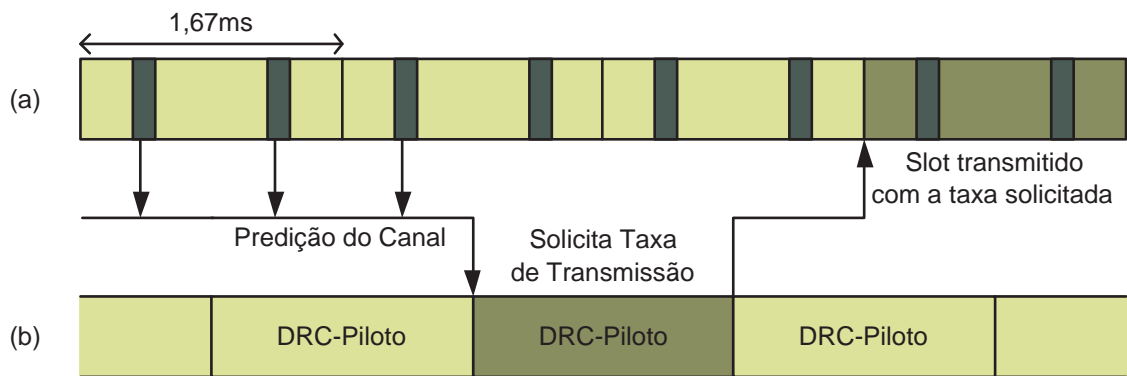 1,67ms
(a)
Slot transmitido
com a taxa solicitada
Predição do Canal
Solicita Taxa
de Transmissão
(b)
DRC-Piloto
DRC-Piloto
DRC-Piloto